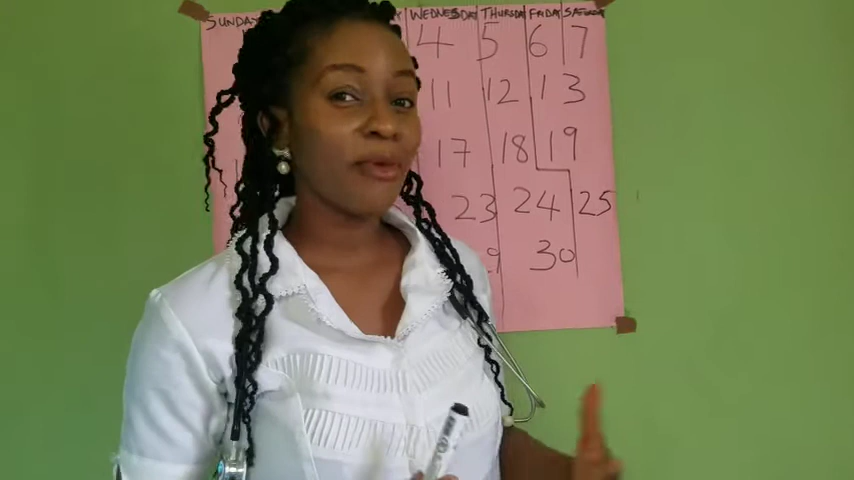 SUNDAY WEDNESDAY THURSDAY FRIDAY SATURDAY
4 5 6 7
11 12 13
17 18 19
23 24 25
30